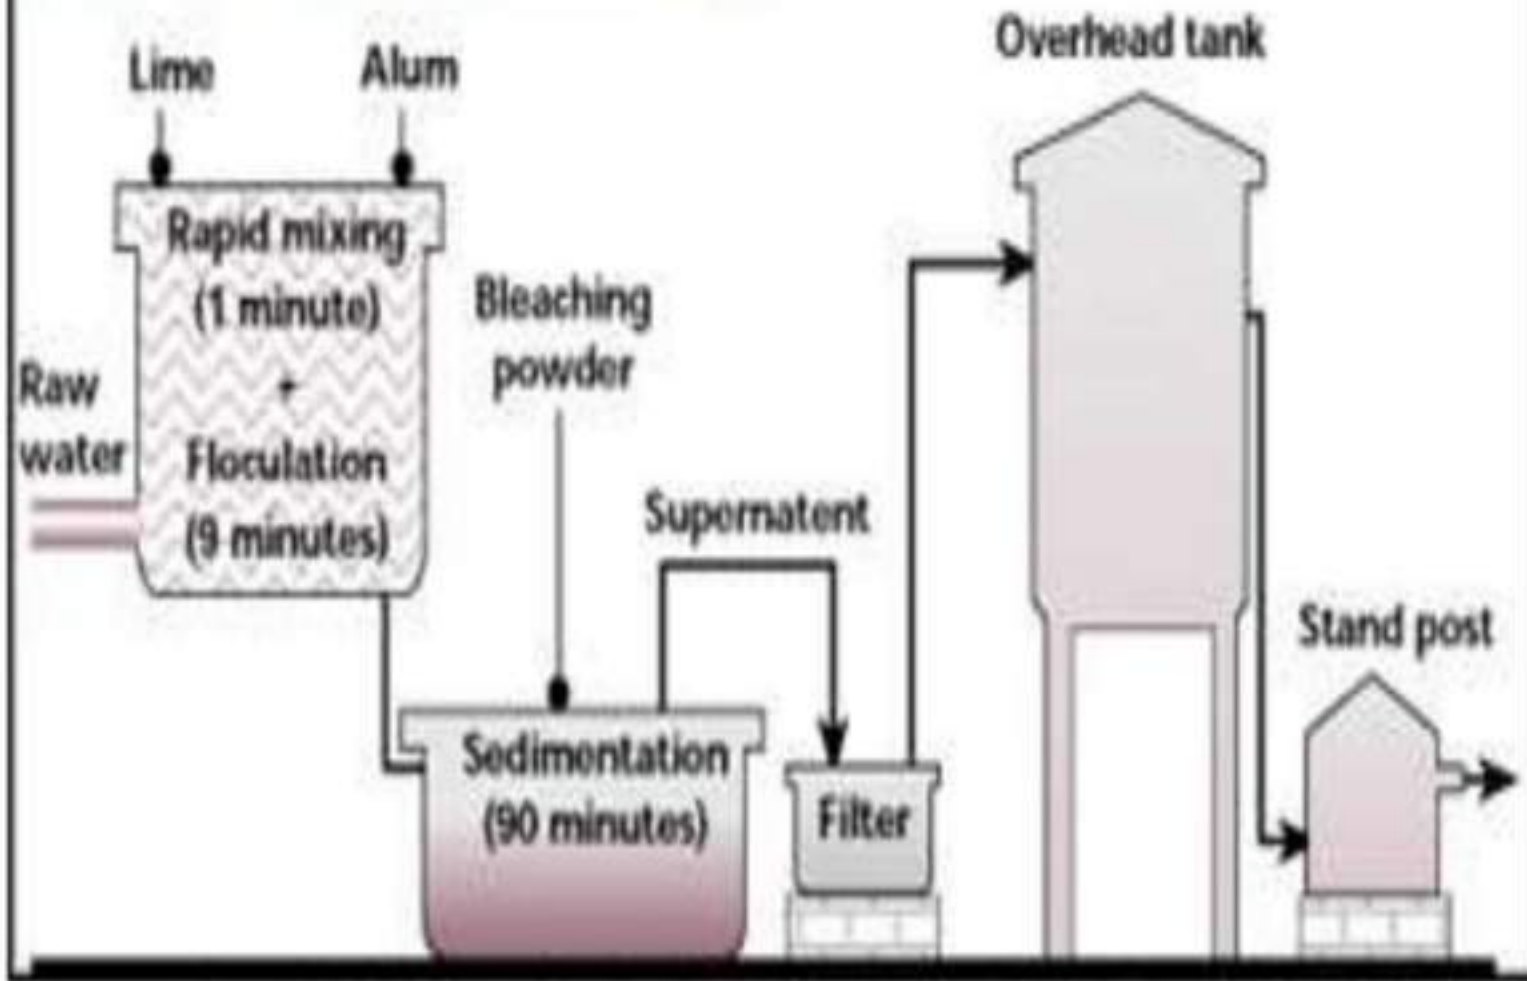 Lime
Alum
Overhead tank
Rapid mixing
(1 minute)
+
Floculation
(9 minutes)
Raw
water
Bleaching
powder
Supernatent
Stand post
Sedimentation
(90 minutes)
Filter